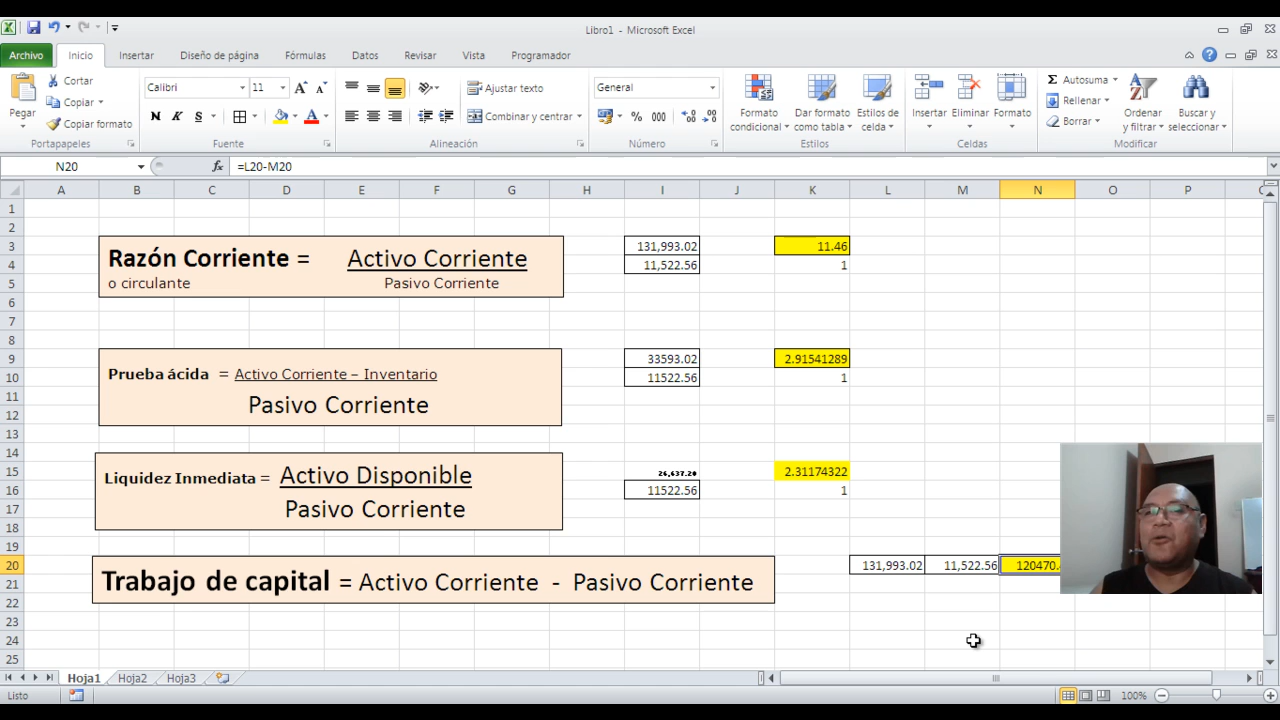 Libro1 - Microsoft Excel
Archivo Inicio Insertar Diseño de página Fórmulas Datos Revisar Vista Programador
Pegar
Cortar
Copiar
Copiar formato
Portapapeles
Calibri 11
N K S
Fuente
Ajustar texto
Combinar y centrar
Alineación
General
% 000
Número
Formato condicional
Dar formato como tabla
Estilos de celda
Estilos
Insertar
Eliminar
Formato
Celdas
Autosuma
Rellenar
Borrar
Ordenar y filtrar
Buscar y seleccionar
Modificar
N20 fx =L20-M20
A B C D E F G H I J K L M N O P
1
2
3 131,993.02 11.46
4 11,522.56 1
5
Razón Corriente = Activo Corriente
o circulante Pasivo Corriente
6
7
8
9 33593.02 2.91541289
10 11522.56 1
11
12
Prueba ácida = Activo Corriente – Inventario
Pasivo Corriente
13
14
15 26,637.20 2.31174322
16 11522.56 1
17
18
Liquidez Inmediata = Activo Disponible
Pasivo Corriente
19
20 131,993.02 11,522.56 120470.
21
Trabajo de capital = Activo Corriente - Pasivo Corriente
22
23
24
25
Hoja1 Hoja2 Hoja3
Listo 100%